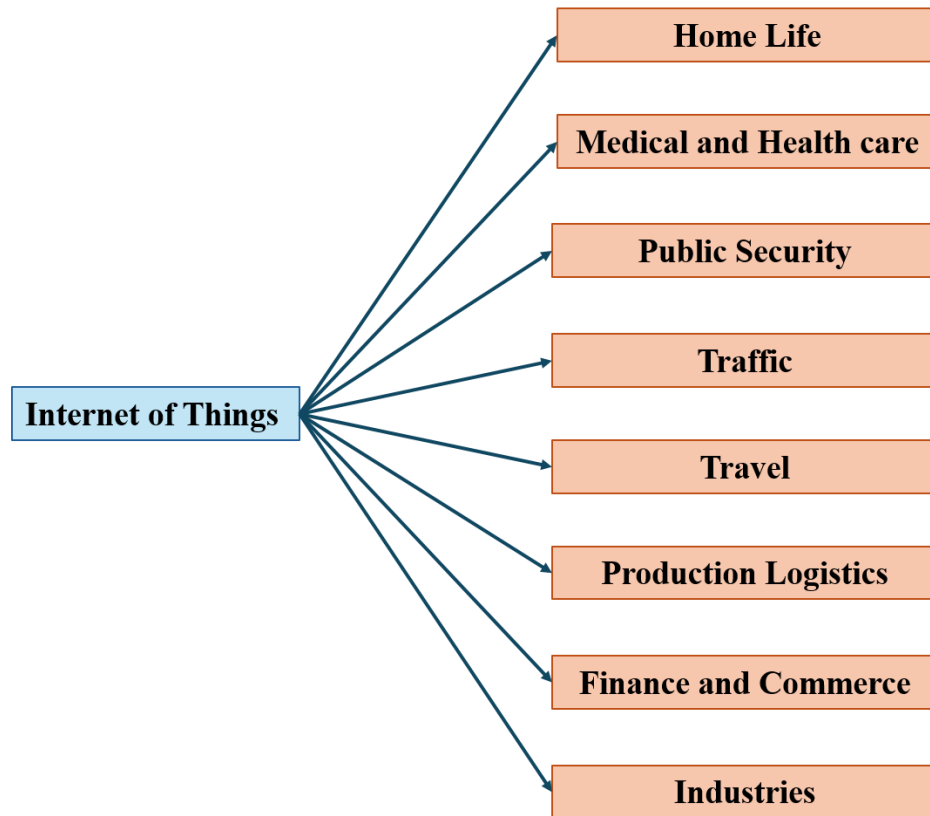 Home Life
Medical and Health care
Public Security
Traffic
Internet of Things
Travel
Production Logistics
Finance and Commerce
Industries